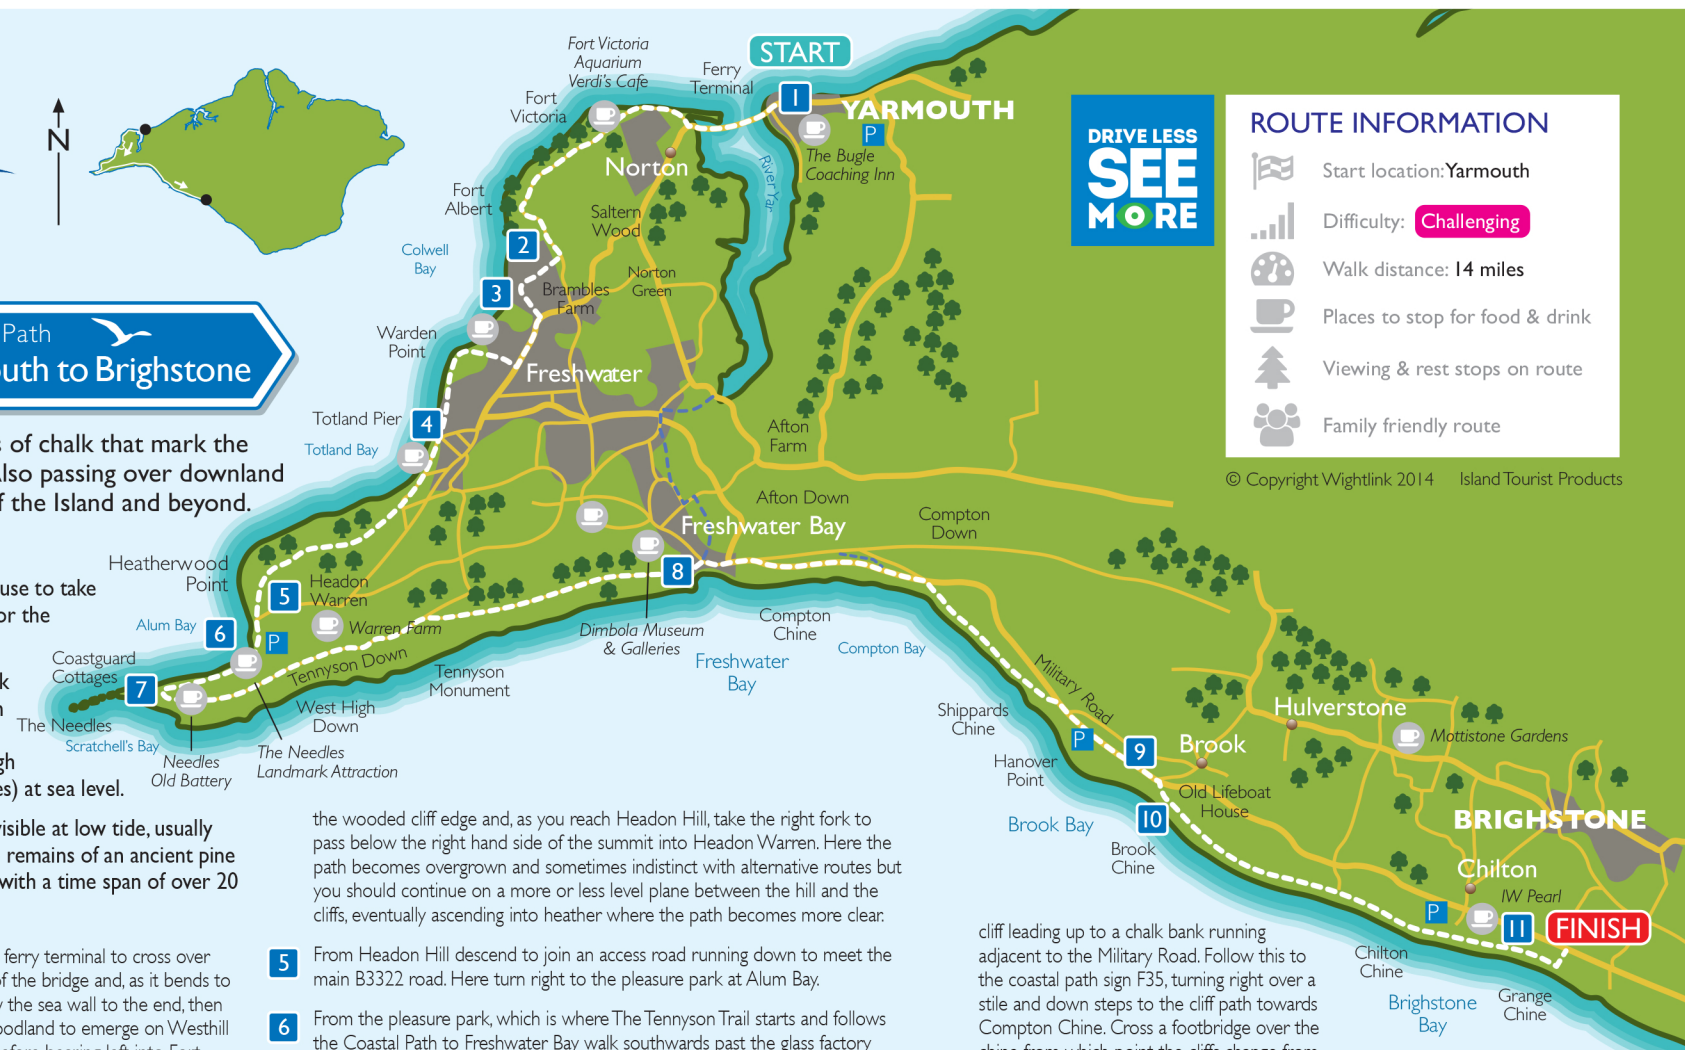 Fort Victoria
Aquarium
Verdi's Cafe
Ferry
Terminal
START
1
YARMOUTH
P
The Bugle
Coaching Inn
Fort
Victoria
Norton
River Yar
N
Fort
Albert
Saltern
Wood
2
Colwell
Bay
3
Brambles
Farm
Norton
Green
Warden
Point
Freshwater
DRIVE LESS
SEE
MORE
ROUTE INFORMATION
Start location: Yarmouth
Difficulty: Challenging
Walk distance: 14 miles
Places to stop for food & drink
Viewing & rest stops on route
Family friendly route
© Copyright Wightlink 2014 Island Tourist Products
Path
outh to Brighstone
s of chalk that mark the
Also passing over downland
f the Island and beyond.
Totland Pier
4
Totland Bay
Afton
Farm
Afton Down
Freshwater Bay
Compton
Down
Heatherwood
Point
5
Headon
Warren
8
use to take
or the
Alum Bay
6
P
Warren Farm
Dimbola Museum
& Galleries
Compton
Chine
Compton Bay
Freshwater
Bay
Coastguard
Cottages
7
Tennyson Down
Tennyson
Monument
Military Road
The Needles
Scratchell's Bay
West High
Down
Needles
Old Battery
The Needles
Landmark Attraction
Shippards
Chine
P
Hanover
Point
9
Brook
Hulverstone
Mottistone Gardens
Old Lifeboat
House
Brook Bay
10
Brook
Chine
BRIGHSTONE
Chilton
IW Pearl
P
11
FINISH
Chilton
Chine
Brighstone
Bay
Grange
Chine
k
n
gh
es) at sea level.
visible at low tide, usually
remains of an ancient pine
with a time span of over 20
ferry terminal to cross over
of the bridge and, as it bends to
y the sea wall to the end, then
oodland to emerge on Westhill
before bearing left into Fort
the wooded cliff edge and, as you reach Headon Hill, take the right fork to
pass below the right hand side of the summit into Headon Warren. Here the
path becomes overgrown and sometimes indistinct with alternative routes but
you should continue on a more or less level plane between the hill and the
cliffs, eventually ascending into heather where the path becomes more clear.
5
From Headon Hill descend to join an access road running down to meet the
main B3322 road. Here turn right to the pleasure park at Alum Bay.
6
From the pleasure park, which is where The Tennyson Trail starts and follows
the Coastal Path to Freshwater Bay walk southwards past the glass factory
cliff leading up to a chalk bank running
adjacent to the Military Road. Follow this to
the coastal path sign F35, turning right over a
stile and down steps to the cliff path towards
Compton Chine. Cross a footbridge over the
chine from which point the cliffs change from